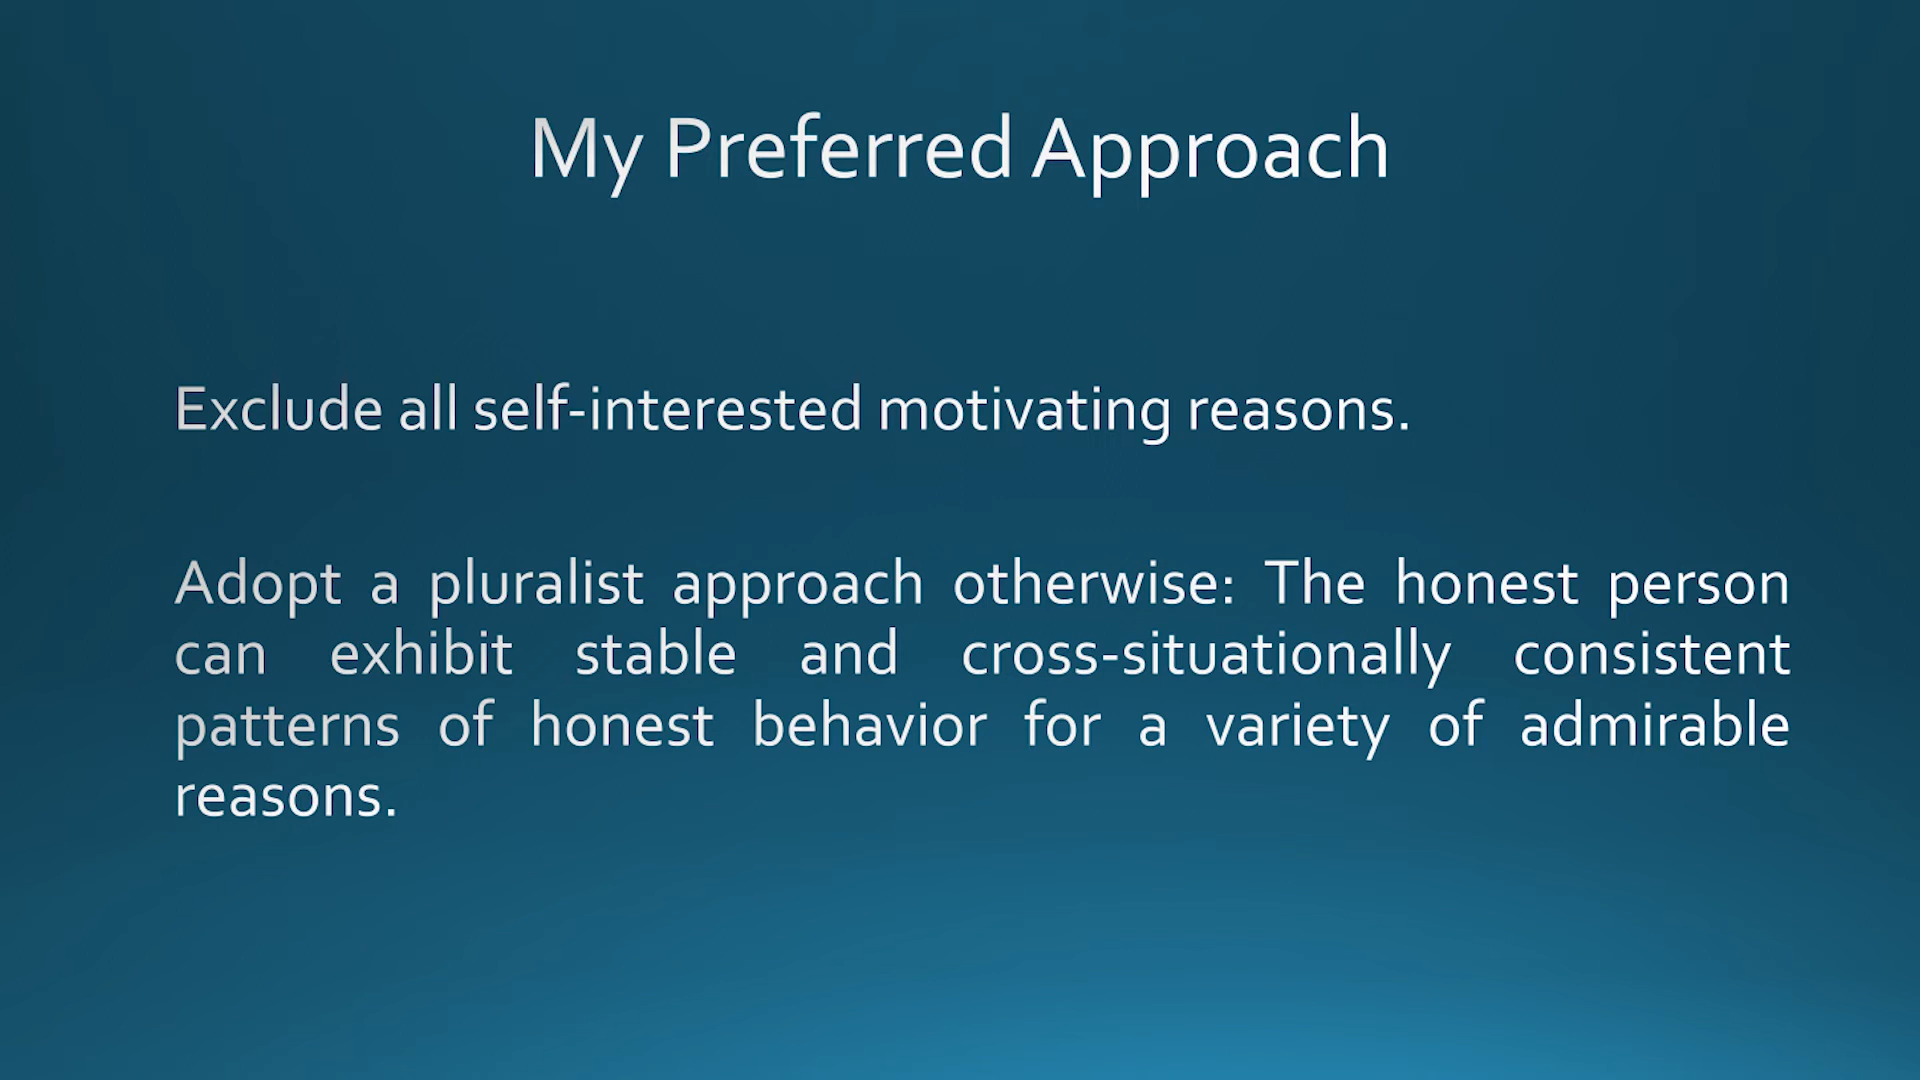 My Preferred Approach
Exclude all self-interested motivating reasons.
Adopt a pluralist approach otherwise: The honest person
can exhibit stable and cross-situationally consistent
patterns of honest behavior for a variety of admirable
reasons.